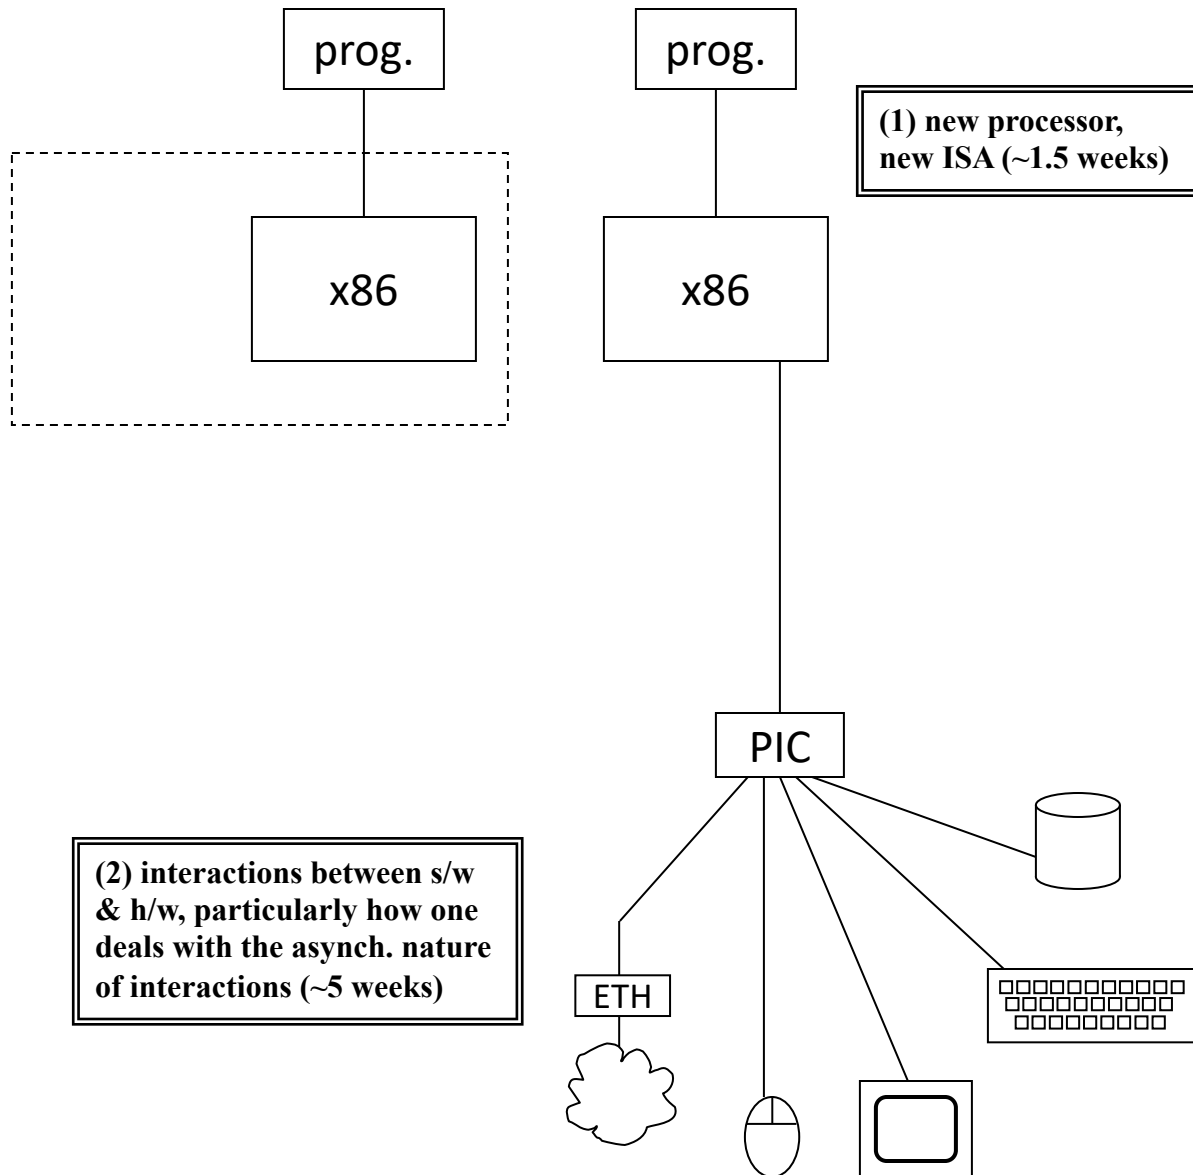 prog.
prog.
(1) new processor,
new ISA (~1.5 weeks)
x86
x86
PIC
(2) interactions between s/w
& h/w, particularly how one
deals with the asynch. nature
of interactions (~5 weeks)
ETH